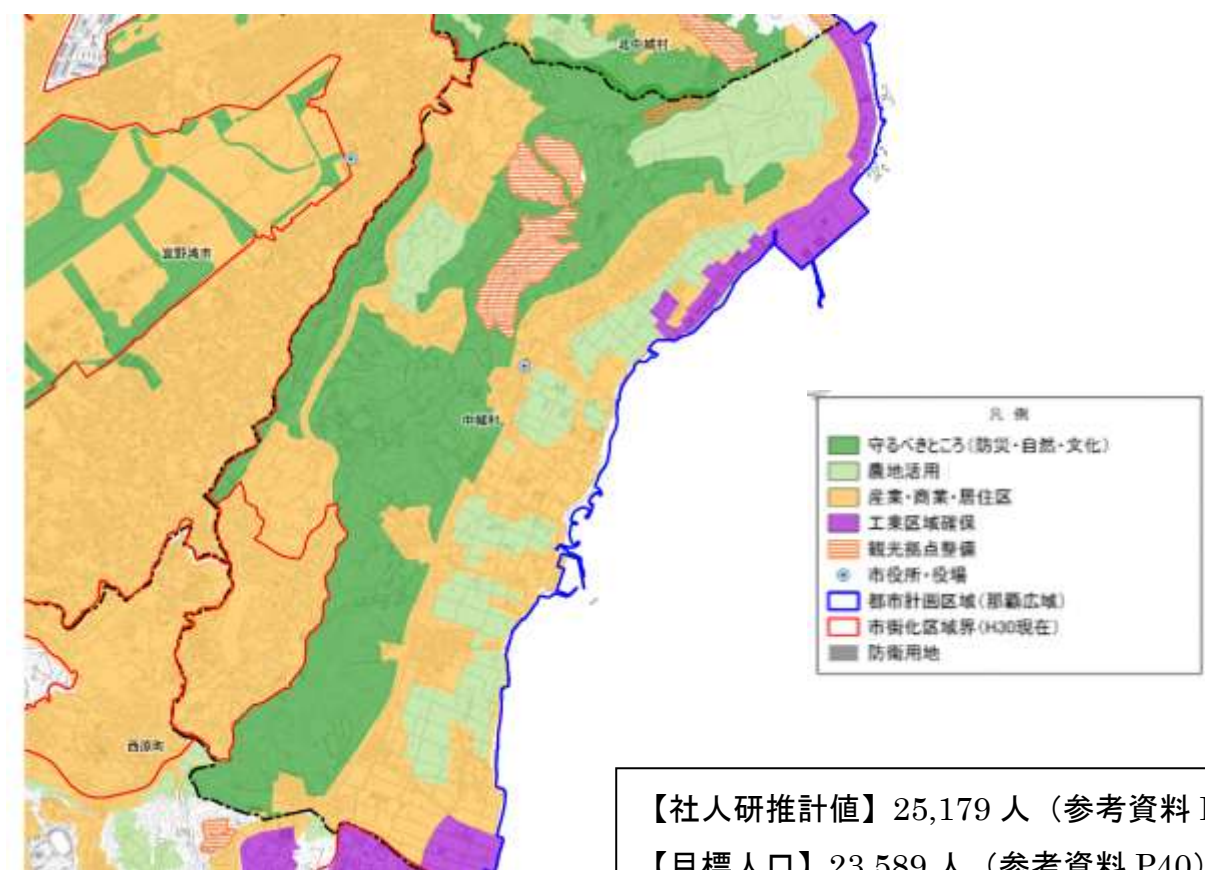 北中城村
宜野湾市
中城村
西原町
凡例
守るべきところ(防災・自然・文化)
農地活用
産業・商業・居住区
工業区域確保
観光拠点整備
市役所・役場
都市計画区域(那覇広域)
市街化区域界(H30現在)
防衛用地
【社人研推計値】25,179 人（参考資料
【目標人口】23,589 人（参考資料 P40）